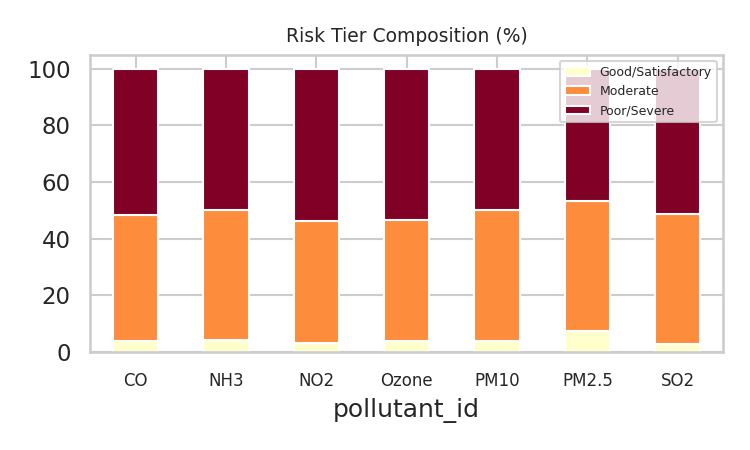 Risk Tier Composition (%)
100
80
60
40
20
0
Good/Satisfactory
Moderate
Poor/Severe
CO NH3 NO2 Ozone PM10 PM2.5 SO2
pollutant_id